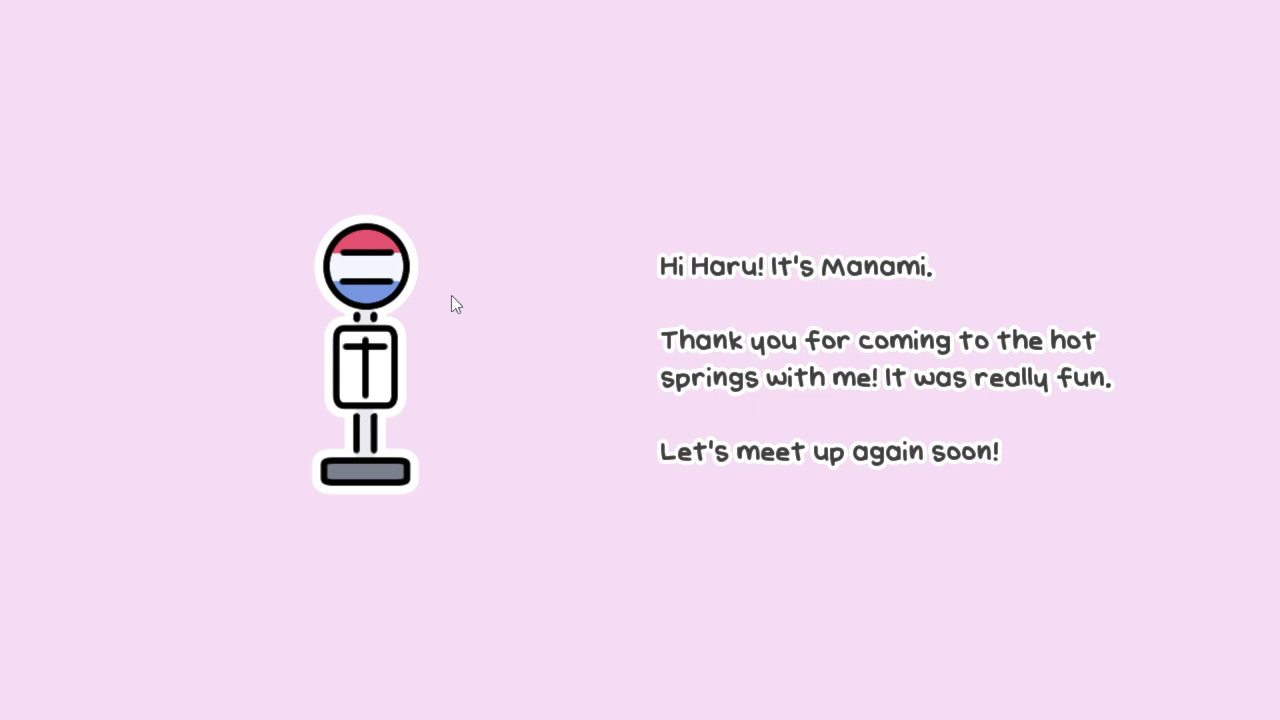 Hi Haru! It's Manami.
Thank you for coming to the hot
springs with me! It was really fun.
Let's meet up again soon!